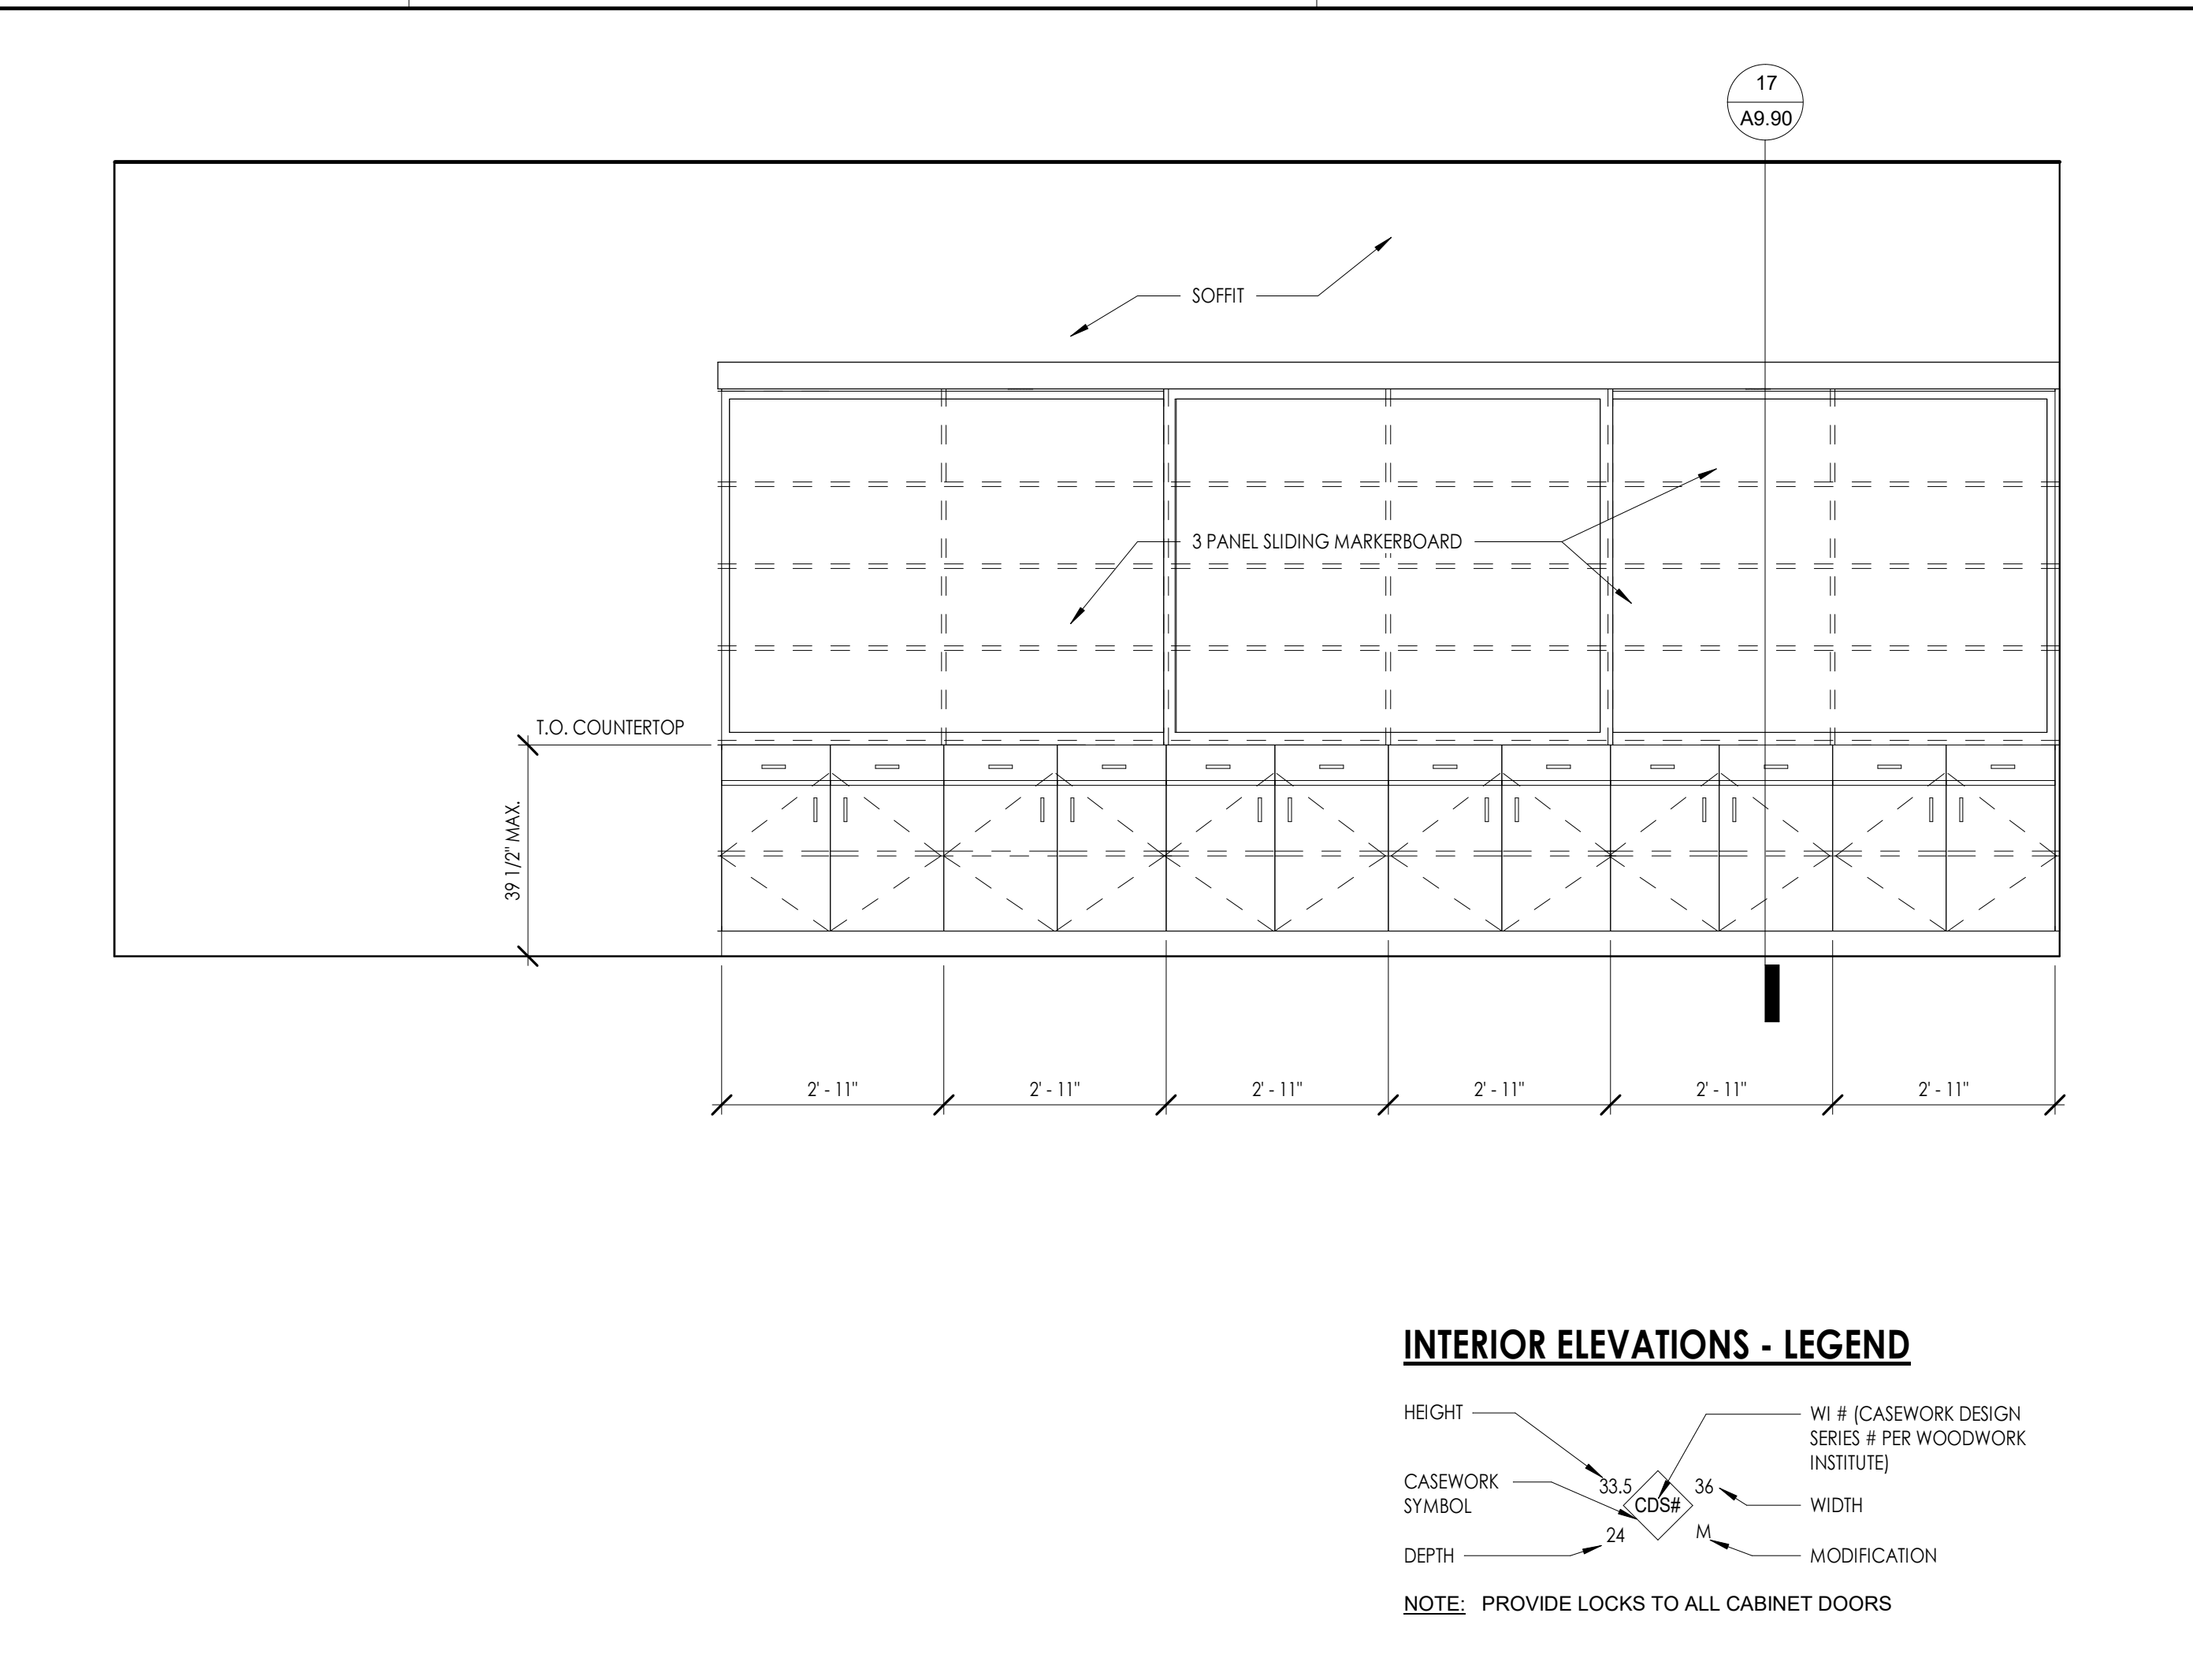 17
A9.90
SOFFIT
3 PANEL SLIDING MARKERBOARD
T.O. COUNTERTOP
39 1/2" MAX.
2' - 11"
2' - 11"
2' - 11"
2' - 11"
2' - 11"
2' - 11"
INTERIOR ELEVATIONS - LEGEND
HEIGHT
WI # (CASEWORK DESIGN
SERIES # PER WOODWORK
INSTITUTE)
CASEWORK
SYMBOL
33.5
36
CDS#
WIDTH
24
M
DEPTH
MODIFICATION
NOTE: PROVIDE LOCKS TO ALL CABINET DOORS